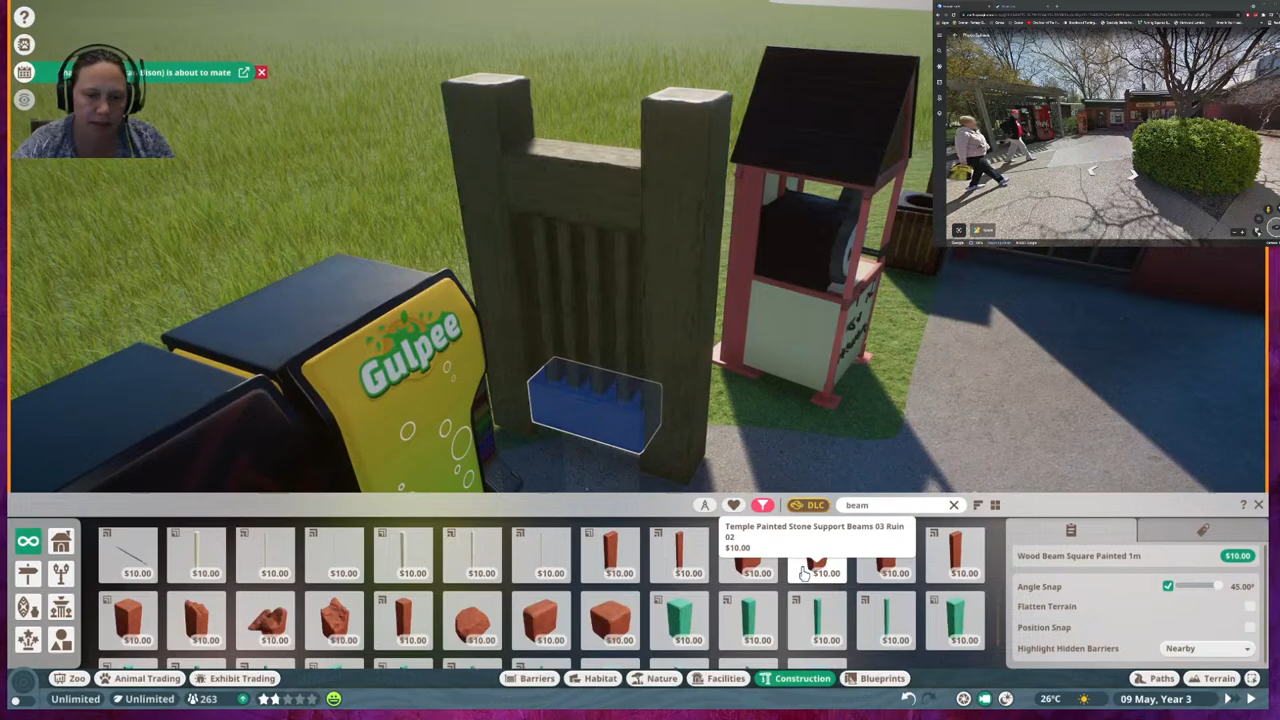 ?
ison) is about to mate
Gulpee
DLC
beam
Temple Painted Stone Support Beams 03 Ruin
02
$10.00
$10.00 $10.00 $10.00 $10.00 $10.00 $10.00 $10.00 $10.00 $10.00 $10.00 $10.00 $10.00 $10.00
Wood Beam Square Painted 1m $10.00
Angle Snap 45.00°
Flatten Terrain
Position Snap
Highlight Hidden Barriers Nearby
$10.00 $10.00 $10.00 $10.00 $10.00 $10.00 $10.00 $10.00 $10.00 $10.00 $10.00 $10.00 $10.00
Zoo Animal Trading Exhibit Trading Barriers Habitat Nature Facilities Construction Blueprints Paths Terrain
Unlimited Unlimited 263 26°C 09 May, Year 3